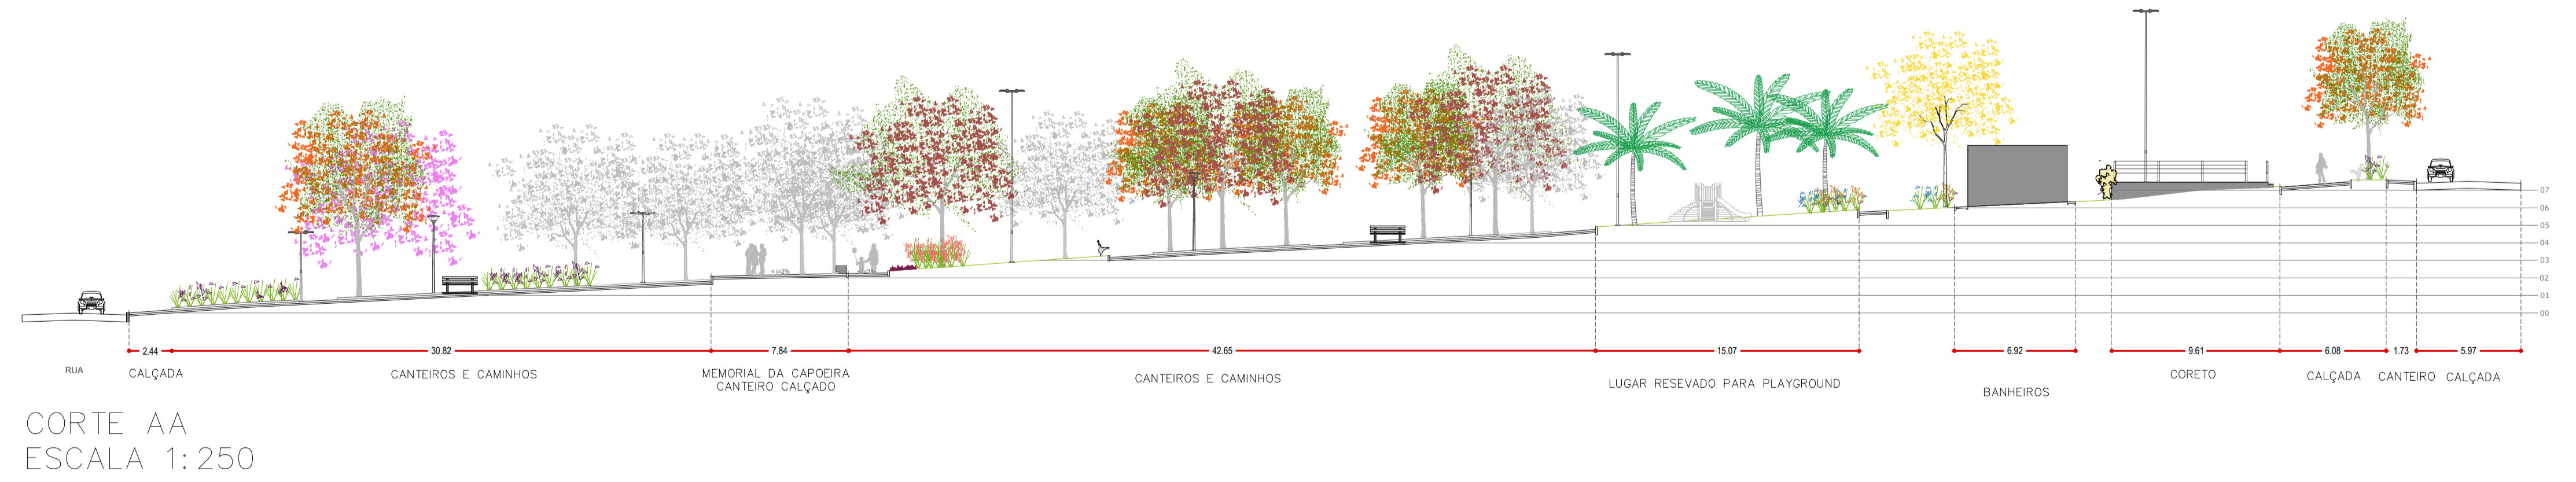 < i=2%
07
06
05
04
03
02
01
00
2.44
30.82
7.84
42.65
15.07
6.92
9.61
6.08
1.73
5.97
RUA
CALÇADA
CANTEIROS E CAMINHOS
MEMORIAL DA CAPOEIRA
CANTEIRO CALÇADO
CANTEIROS E CAMINHOS
LUGAR RESEVADO PARA PLAYGROUND
BANHEIROS
CORETO
CALÇADA
CANTEIRO
CALÇADA
CORTE AA
ESCALA 1:250